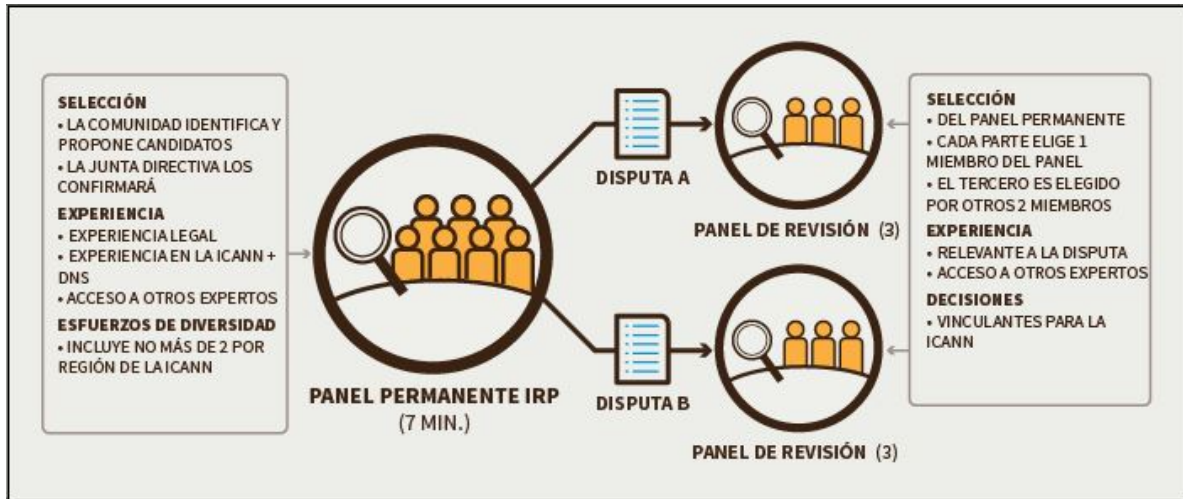 SELECCIÓN
• LA COMUNIDAD IDENTIFICA Y
PROPONE CANDIDATOS
• LA JUNTA DIRECTIVA LOS
CONFIRMARÁ
EXPERIENCIA
• EXPERIENCIA LEGAL
• EXPERIENCIA EN LA ICANN +
DNS
• ACCESO A OTROS EXPERTOS
ESFUERZOS DE DIVERSIDAD
• INCLUYE NO MÁS DE 2 POR
REGIÓN DE LA ICANN
PANEL PERMANENTE IRP
(7 MIN.)
DISPUTA A
PANEL DE REVISIÓN (3)
DISPUTA B
PANEL DE REVISIÓN (3)
SELECCIÓN
• DEL PANEL PERMANENTE
• CADA PARTE ELIGE 1
MIEMBRO DEL PANEL
• EL TERCERO ES ELEGIDO
POR OTROS 2 MIEMBROS
EXPERIENCIA
• RELEVANTE A LA DISPUTA
• ACCESO A OTROS EXPERTOS
DECISIONES
• VINCULANTES PARA LA
ICANN